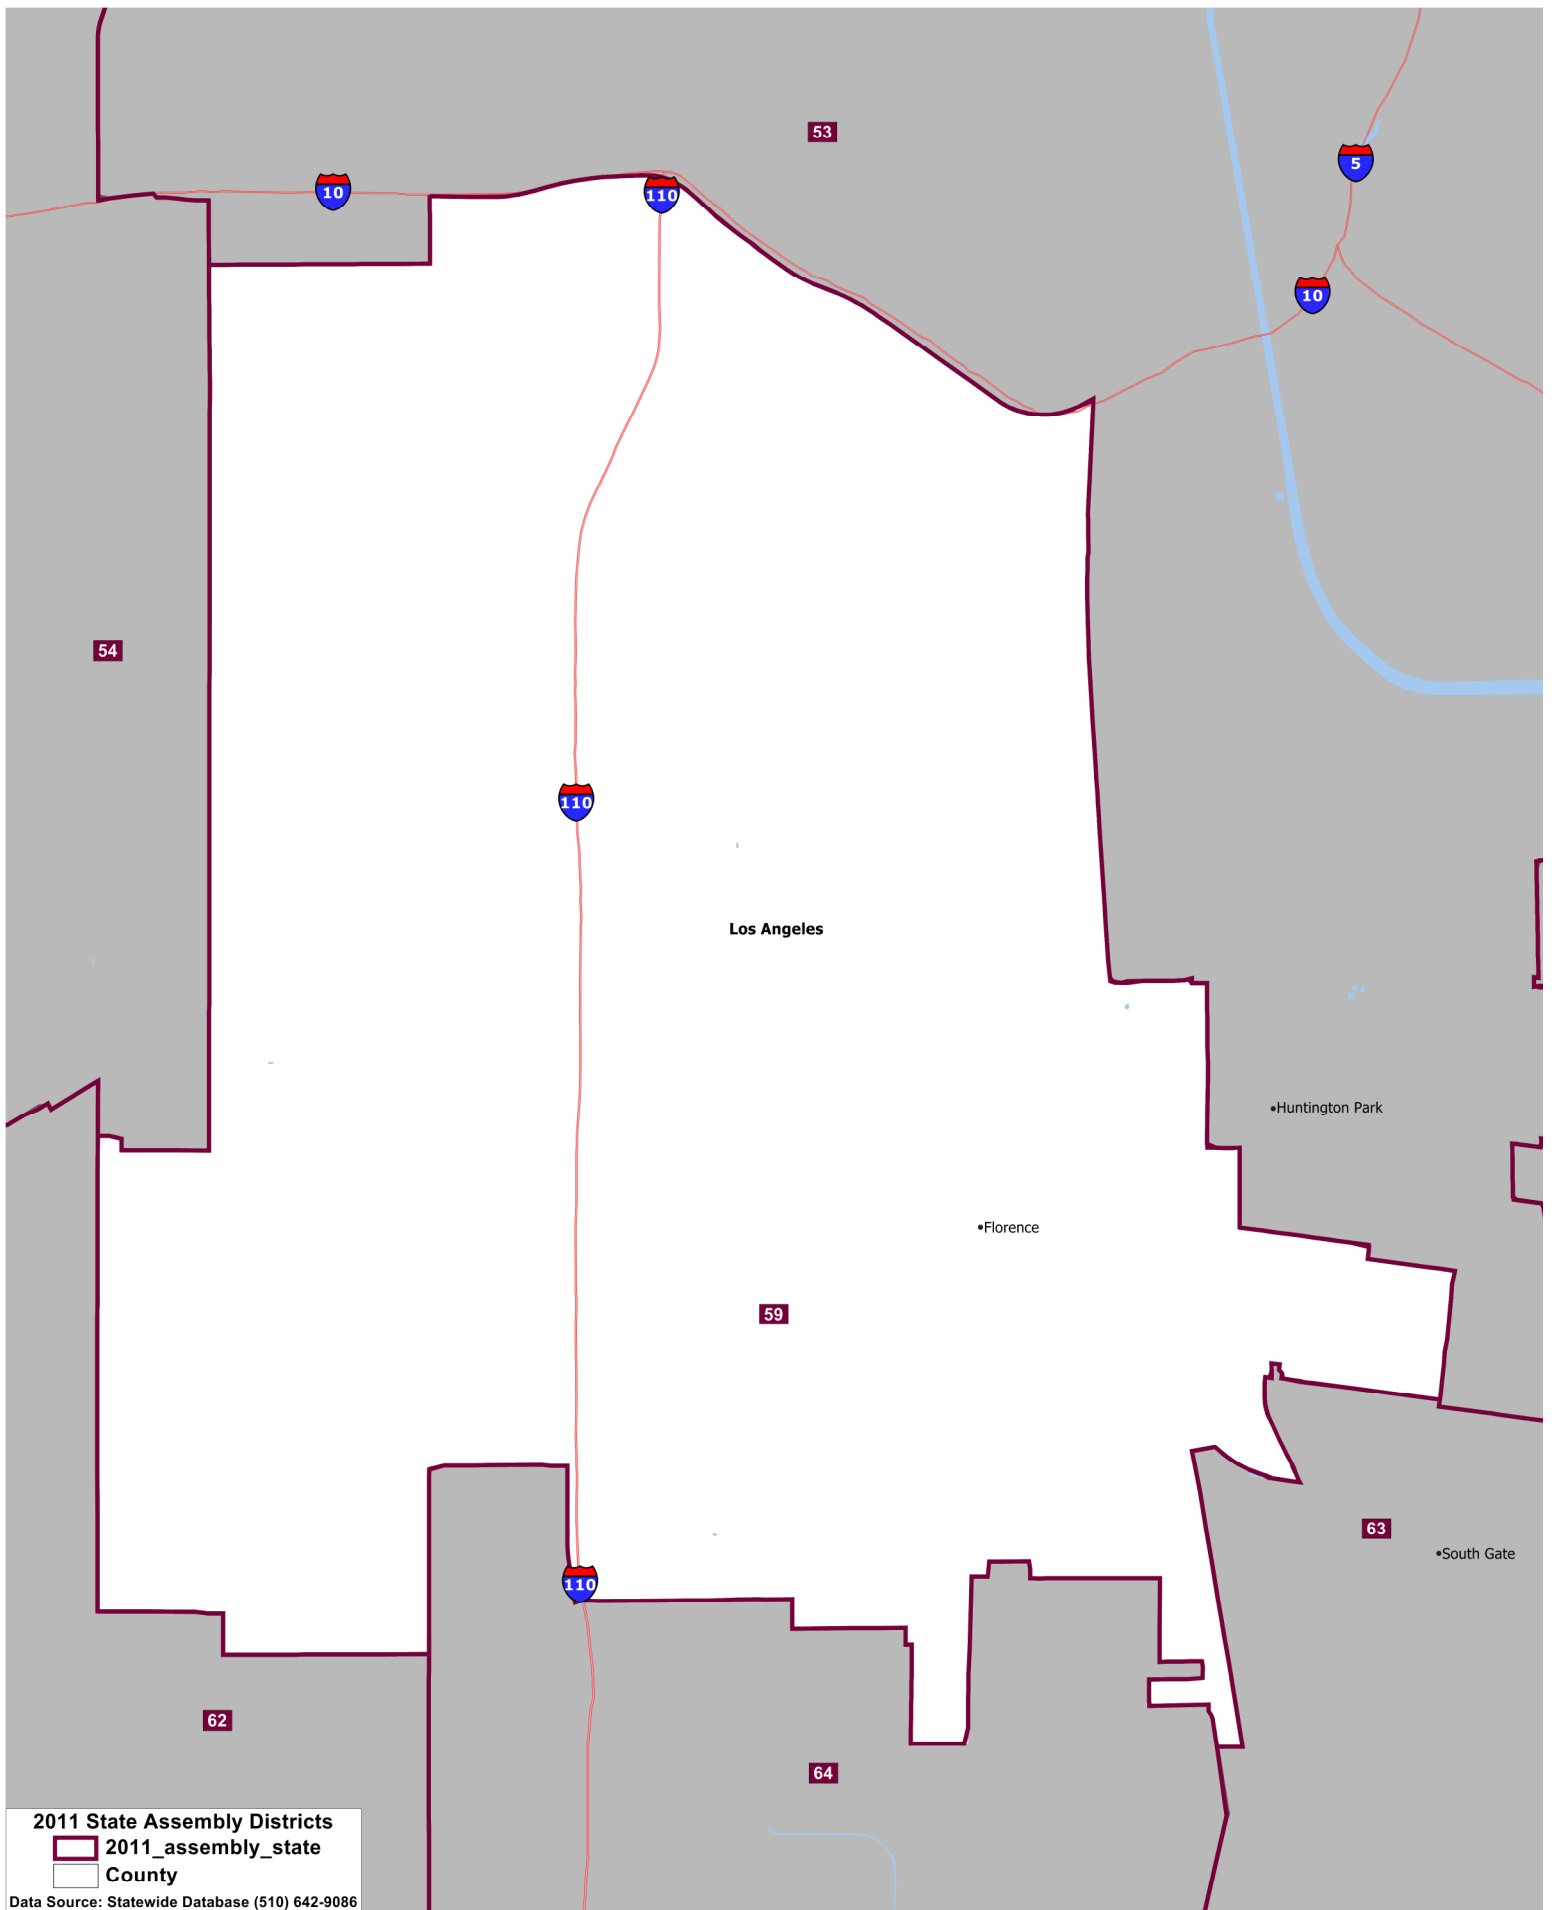 53
10
110
5
10
54
110
Los Angeles
Huntington Park
Florence
59
63
South Gate
110
62
64
2011 State Assembly Districts
2011_assembly_state
County
Data Source: Statewide Database (510) 642-9086